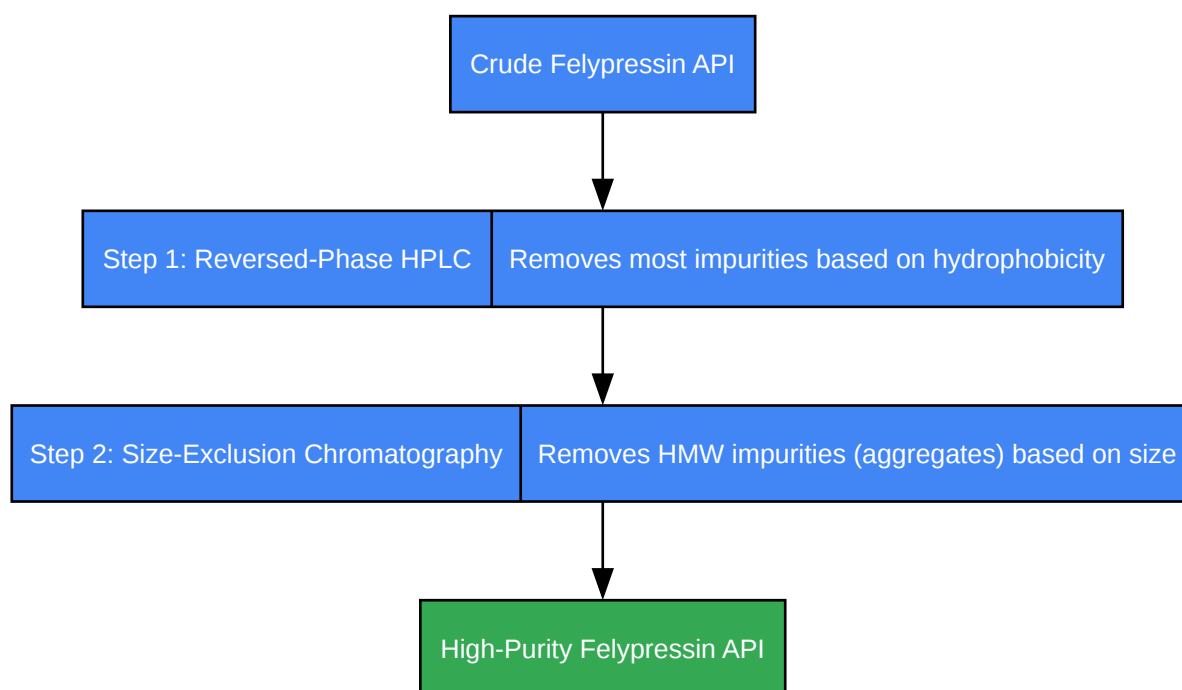 Crude Felypressin API
Step 1: Reversed-Phase HPLC
Removes most impurities based on hydrophobicity
Step 2: Size-Exclusion Chromatography
Removes HMW impurities (aggregates) based on size
High-Purity Felypressin API